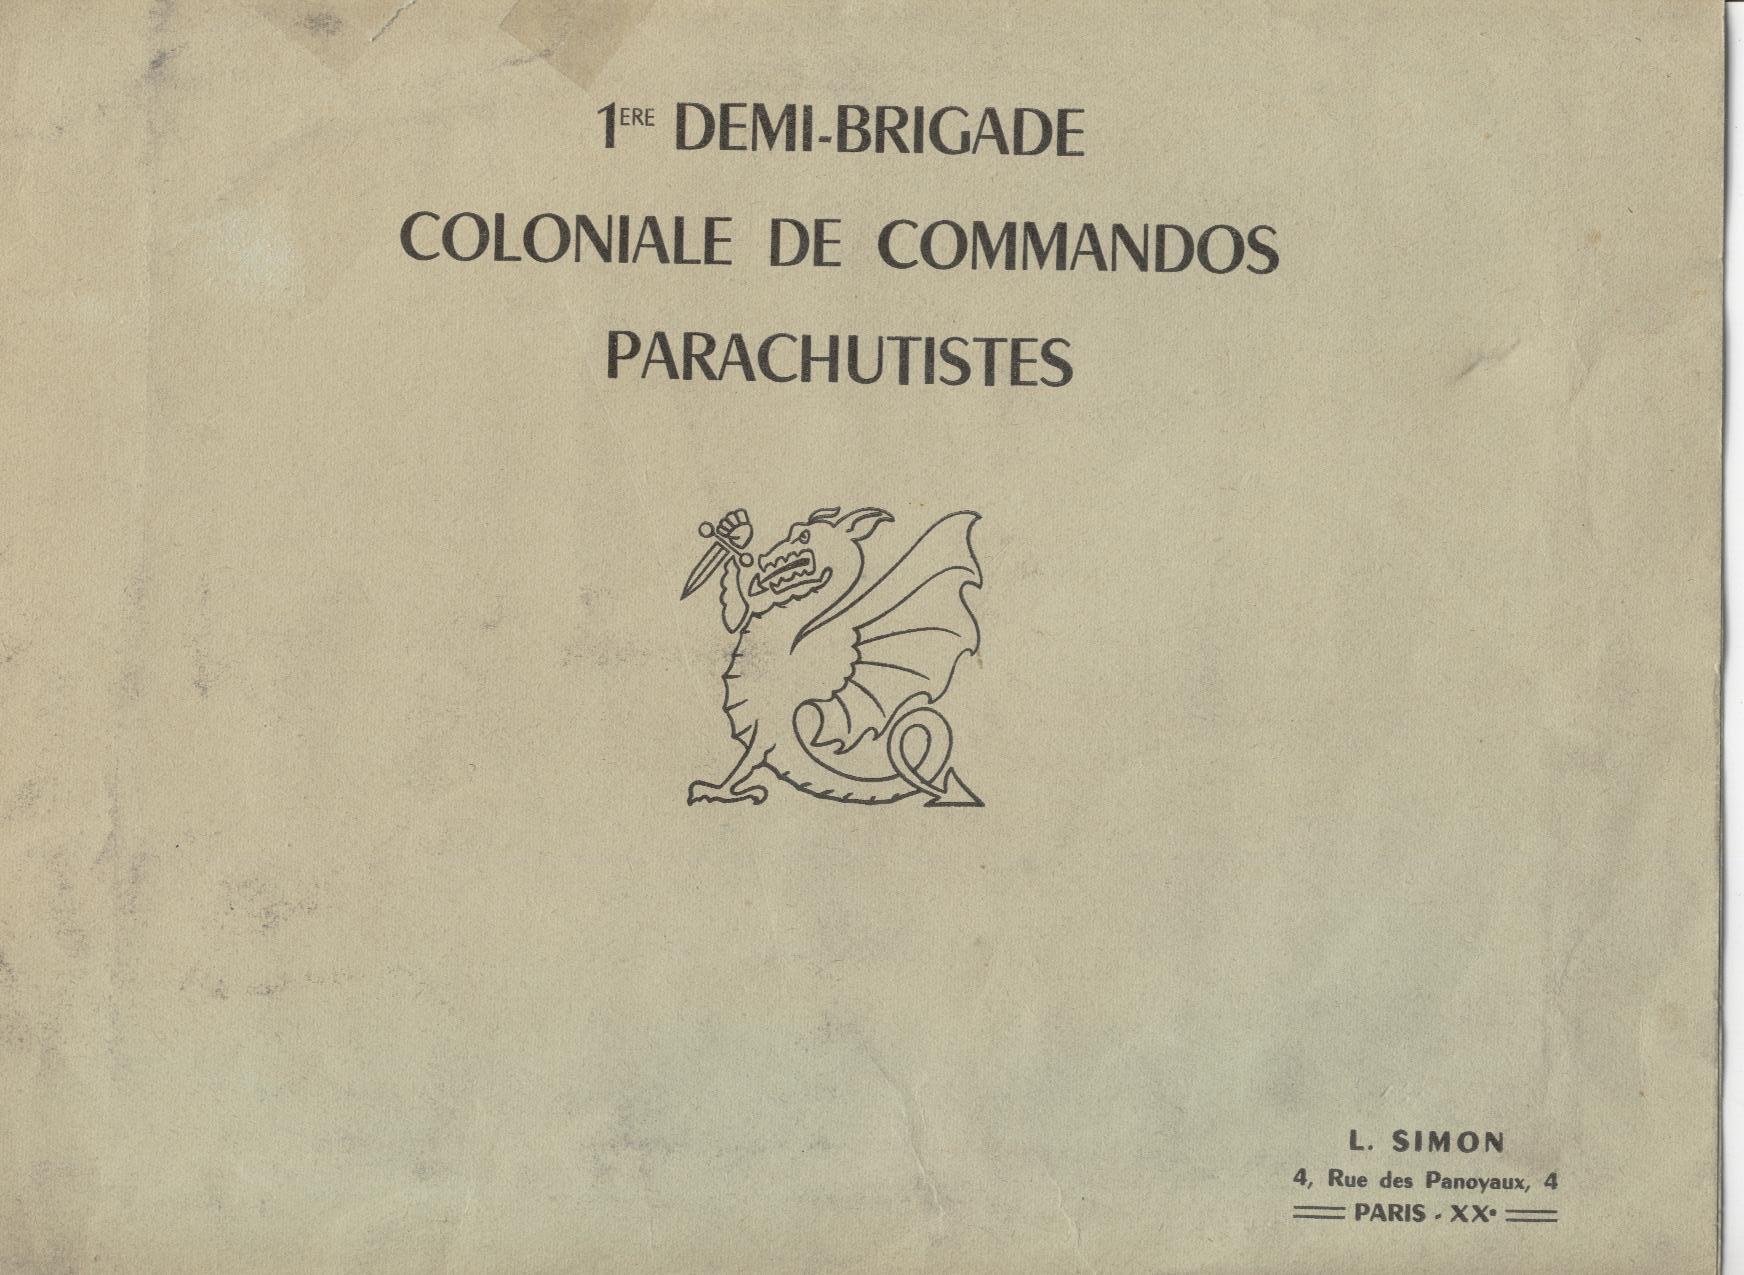 1ERE DEMI-BRIGADE
COLONIALE DE COMMANDOS
PARACHUTISTES
L. SIMON
4, Rue des Panoyaux, 4
PARIS - XXe